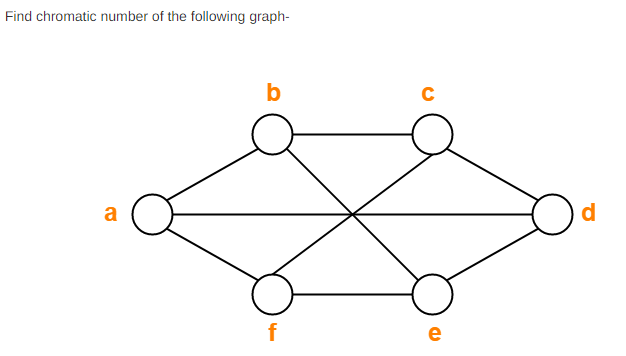 Find chromatic number of the following graph-
b c
a d
f e